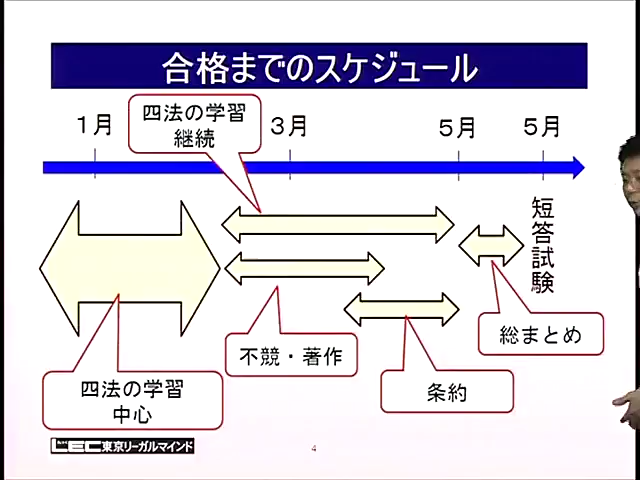 合格までのスケジュール
四法の学習
継続
1月
3月
5月
5月
短答試験
総まとめ
不競・著作
条約
四法の学習
中心
LEC東京リーガルマインド
4